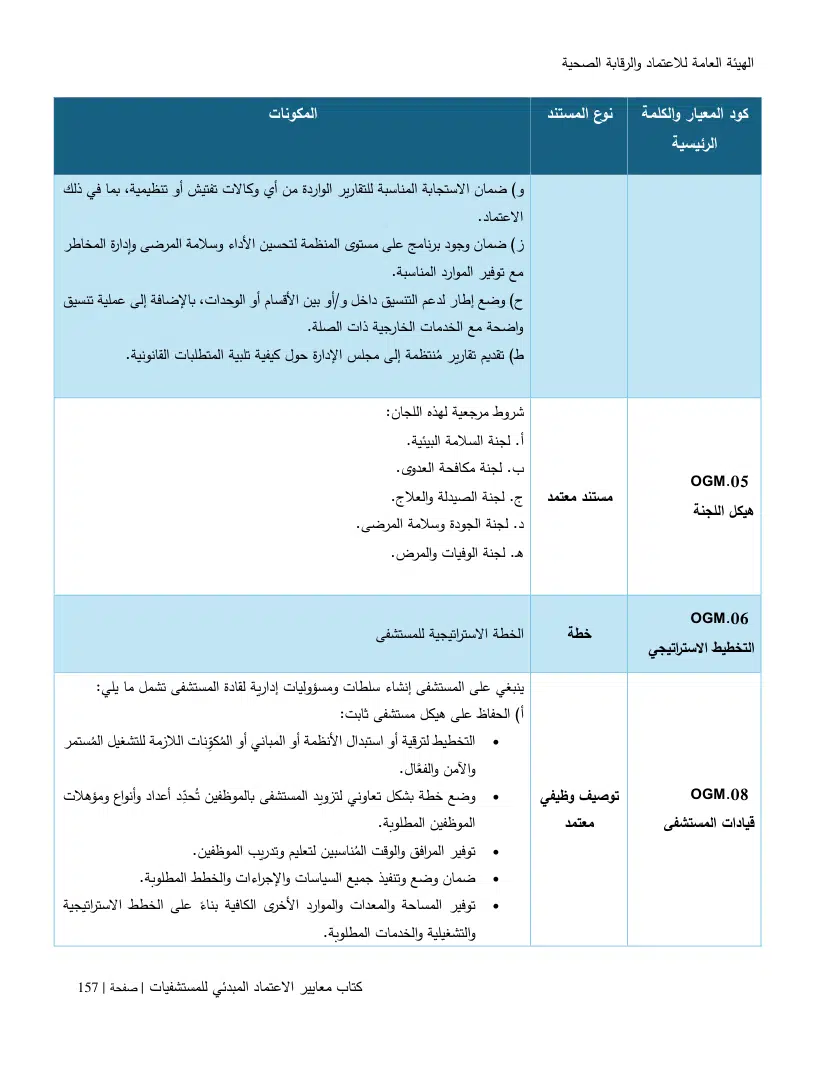 الهيئة العامة للاعتماد والرقابة الصحية
كود المعيار والكلمة الرئيسية
نوع المستند
المكونات
و) ضمان الاستجابة المناسبة للتقارير الواردة من أي وكالات تفتيش أو تنظيمية، بما في ذلك
الاعتماد.
ز) ضمان وجود برنامج على مستوى المنظمة لتحسين الأداء وسلامة المرضى وإدارة المخاطر
مع توفير الموارد المناسبة.
ح) وضع إطار لدعم التنسيق داخل و/أو بين الأقسام أو الوحدات، بالإضافة إلى عملية تنسيق
واضحة مع الخدمات الخارجية ذات الصلة.
ط) تقديم تقارير مُنتظمة إلى مجلس الإدارة حول كيفية تلبية المتطلبات القانونية.
OGM.05
هيكل اللجنة
مستند معتمد
شروط مرجعية لهذه اللجان:
أ. لجنة السلامة البيئية.
ب. لجنة مكافحة العدوى.
ج. لجنة الصيدلة والعلاج.
د. لجنة الجودة وسلامة المرضى.
هـ. لجنة الوفيات والمرض.
OGM.06
التخطيط الاستراتيجي
خطة
الخطة الاستراتيجية للمستشفى
OGM.08
قيادات المستشفى
توصيف وظيفي
معتمد
ينبغي على المستشفى إنشاء سلطات ومسؤوليات إدارية لقادة المستشفى تشمل ما يلي:
أ) الحفاظ على هيكل مستشفى ثابت:
• التخطيط لترقية أو استبدال الأنظمة أو المباني أو المُكوّنات اللازمة للتشغيل المُستمر
والآمن والفعَّال.
• وضع خطة بشكل تعاوني لتزويد المستشفى بالموظفين تُحدِّد أعداد وأنواع ومؤهلات
الموظفين المطلوبة.
• توفير المرافق والوقت المُناسبين لتعليم وتدريب الموظفين.
• ضمان وضع وتنفيذ جميع السياسات والإجراءات والخطط المطلوبة.
• توفير المساحة والمعدات والموارد الأخرى الكافية بناءً على الخطط الاستراتيجية
والتشغيلية والخدمات المطلوبة.
كتاب معايير الاعتماد المبدئي للمستشفيات | صفحة | 157